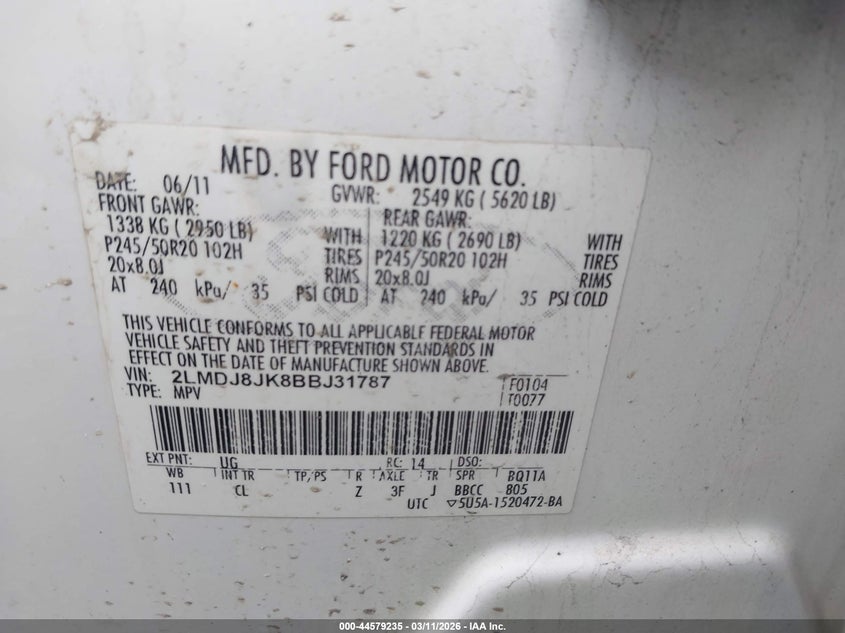 MFD. BY FORD MOTOR CO.
DATE: 06/11 GVWR: 2549 KG ( 5620 LB)
FRONT GAWR: REAR GAWR:
1338 KG ( 2950 LB) WITH 1220 KG ( 2690 LB) WITH
P245/50R20 102H TIRES P245/50R20 102H TIRES
20x8.0J RIMS 20x8.0J RIMS
AT 240 kPa/ 35 PSI COLD AT 240 kPa/ 35 PSI COLD
THIS VEHICLE CONFORMS TO ALL APPLICABLE FEDERAL MOTOR
VEHICLE SAFETY AND THEFT PREVENTION STANDARDS IN
EFFECT ON THE DATE OF MANUFACTURE SHOWN ABOVE.
VIN: 2LMDJ8JK8BBJ31787 F0104
TYPE: MPV T0077
EXT PNT: UG RC: 14 DSO:
WB INT TR TP/PS R AXLE TR SPR BQ11A
111 CL Z 3F J BBCC 805
UTC ▽5U5A-1520472-BA
000-44579235 - 03/11/2026 - IAA Inc.